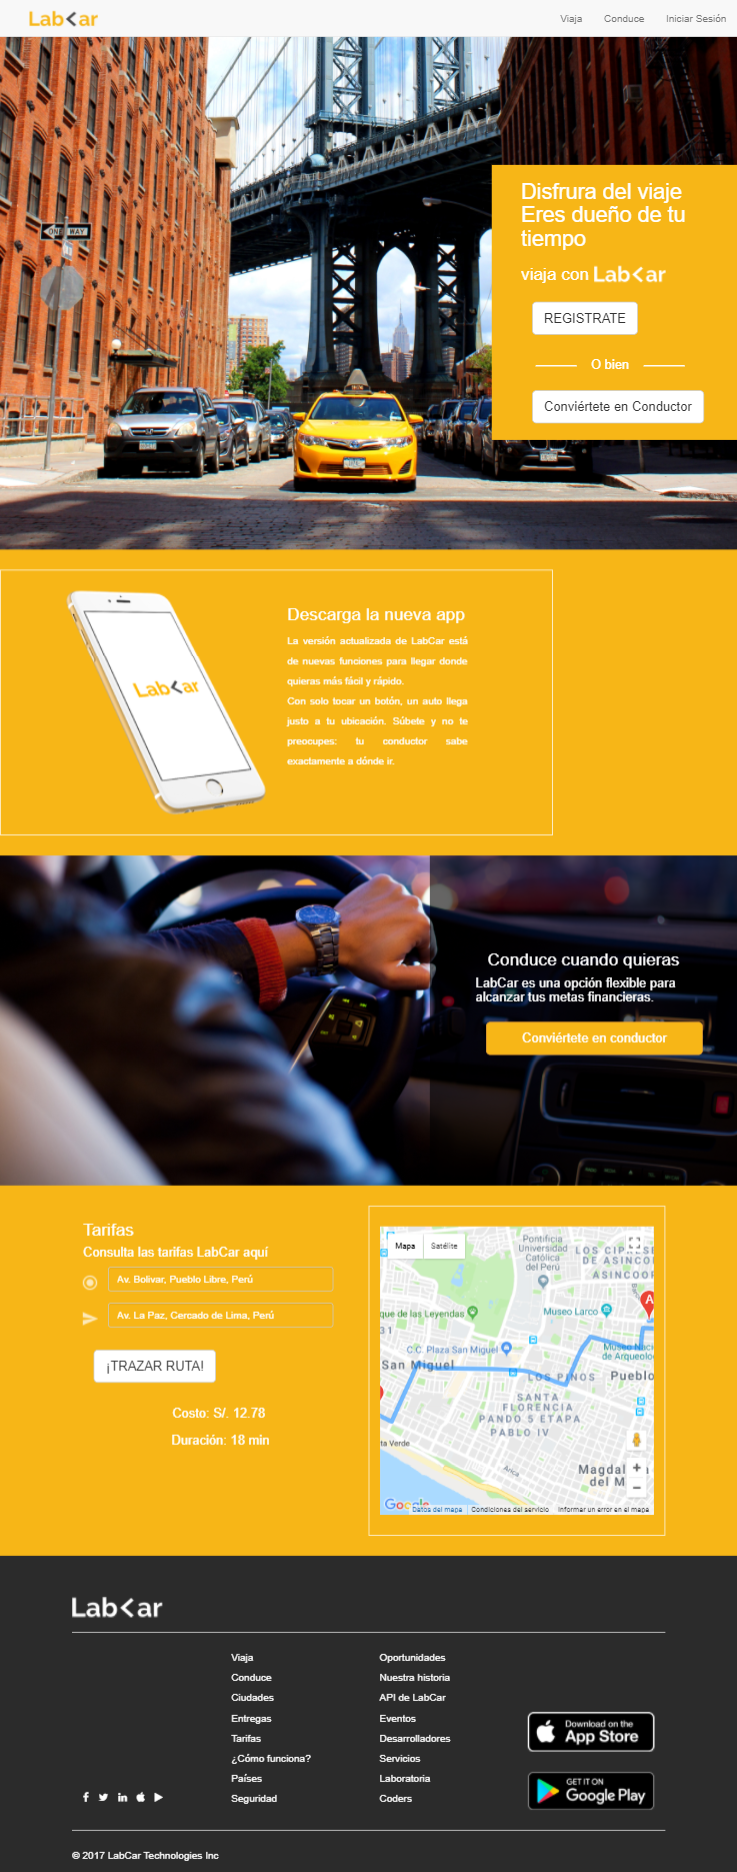 Lab<ar
Viaja Conduce Iniciar Sesión
ONE WAY
Disfrura del viaje
Eres dueño de tu
tiempo
viaja con Lab<ar
REGISTRATE
O bien
Conviértete en Conductor
Lab<ar
Descarga la nueva app
La versión actualizada de LabCar está
de nuevas funciones para llegar donde
quieras más fácil y rápido.
Con solo tocar un botón, un auto llega
justo a tu ubicación. Súbete y no te
preocupes: tu conductor sabe
exactamente a dónde ir.
Conduce cuando quieras
LabCar es una opción flexible para
alcanzar tus metas financieras.
Conviértete en conductor
Tarifas
Consulta las tarifas LabCar aquí
Av. Bolivar, Pueblo Libre, Perú
Av. La Paz, Cercado de Lima, Perú
¡TRAZAR RUTA!
Costo: S/. 12.78
Duración: 18 min
Mapa Satélite
Pontificia
Universidad
Católica
del Perú
LOS CIPRESE
DE ASINCOO
ASINCOOP
que de las Leyendas
Museo Larco
A
31
C.C. Plaza San Miguel
Museo Naci
de Arqueolog
San Miguel
LOS PINOS
Pueblo
SANTA
FLORENCIA
PANDO 5 ETAPA
PABLO IV
ta Verde
Arica
Magdal
del M
+
−
Google
Datos del mapa Condiciones del servicio Informar un error en el mapa
Lab<ar
Viaja
Conduce
Ciudades
Entregas
Tarifas
¿Cómo funciona?
Países
Seguridad
Oportunidades
Nuestra historia
API de LabCar
Eventos
Desarrolladores
Servicios
Laboratoria
Coders
Download on the
App Store
GET IT ON
Google Play
© 2017 LabCar Technologies Inc